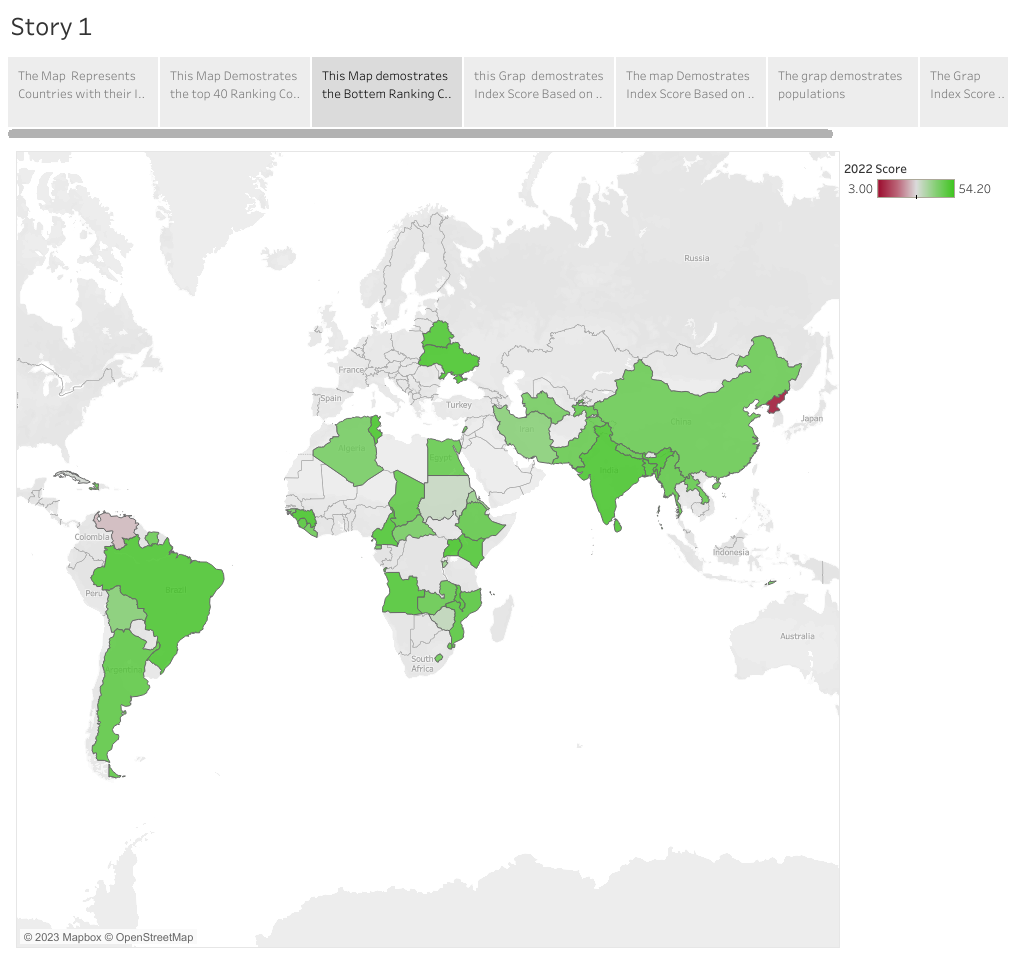 Story 1
The Map  Represents
Countries with their I..
This Map Demostrates
the top 40 Ranking Co..
This Map demostrates
the Bottem Ranking C..
this Grap  demostrates
Index Score Based on ..
The map Demostrates
Index Score Based on ..
The grap demostrates
populations
The Grap
Index Score ..
2022 Score
3.00
54.20
Russia
France
Spain
Turkey
Japan
China
Iran
Algeria
Egypt
India
Colombia
Indonesia
Peru
Brazil
Australia
South
Africa
Argentina
© 2023 Mapbox © OpenStreetMap